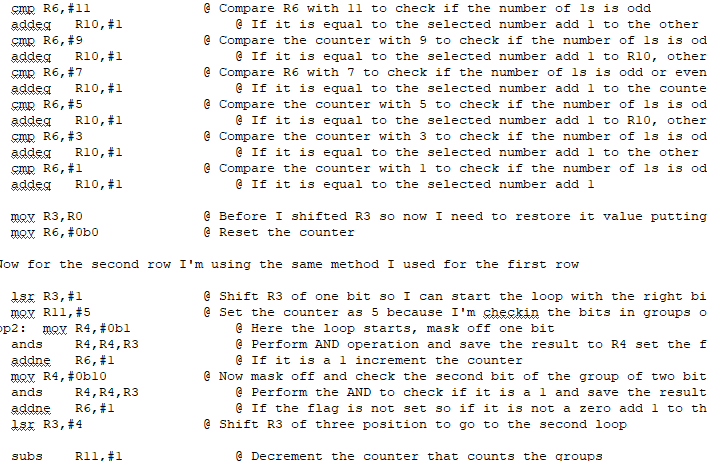 cmp R6,#11 @ Compare R6 with 11 to check if the number of 1s is odd
addeq R10,#1 @ If it is equal to the selected number add 1 to the other
cmp R6,#9 @ Compare the counter with 9 to check if the number of 1s is od
addeq R10,#1 @ If it is equal to the selected number add 1 to R10, other
cmp R6,#7 @ Compare R6 with 7 to check if the number of 1s is odd or even
addeq R10,#1 @ If it is equal to the selected number add 1 to the counte
cmp R6,#5 @ Compare the counter with 5 to check if the number of 1s is od
addeq R10,#1 @ If it is equal to the selected number add 1 to R10, other
cmp R6,#3 @ Compare the counter with 3 to check if the number of 1s is od
addeq R10,#1 @ If it is equal to the selected number add 1 to the other
cmp R6,#1 @ Compare the counter with 1 to check if the number of 1s is od
addeq R10,#1 @ If it is equal to the selected number add 1
mov R3,R0 @ Before I shifted R3 so now I need to restore it value putting
mov R6,#0b0 @ Reset the counter
Now for the second row I'm using the same method I used for the first row
lsr R3,#1 @ Shift R3 of one bit so I can start the loop with the right bi
mov R11,#5 @ Set the counter as 5 because I'm checkin the bits in groups o
op2: mov R4,#0b1 @ Here the loop starts, mask off one bit
ands R4,R4,R3 @ Perform AND operation and save the result to R4 set the f
addne R6,#1 @ If it is a 1 increment the counter
mov R4,#0b10 @ Now mask off and check the second bit of the group of two bit
ands R4,R4,R3 @ Perform the AND to check if it is a 1 and save the result
addne R6,#1 @ If the flag is not set so if it is not a zero add 1 to th
lsr R3,#4 @ Shift R3 of three position to go to the second loop
subs R11,#1 @ Decrement the counter that counts the groups